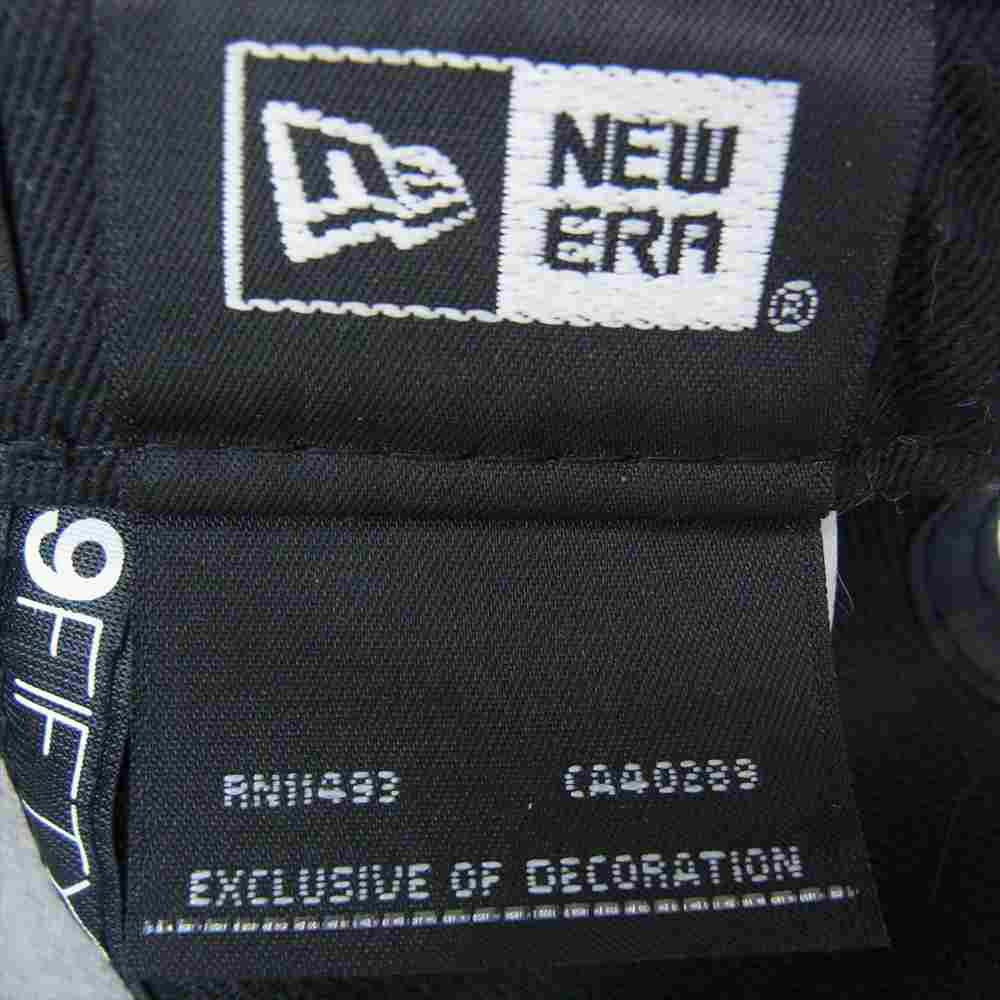 NEW
ERA
®
9FIFTY
RN11493 CA40289
EXCLUSIVE OF DECORATION